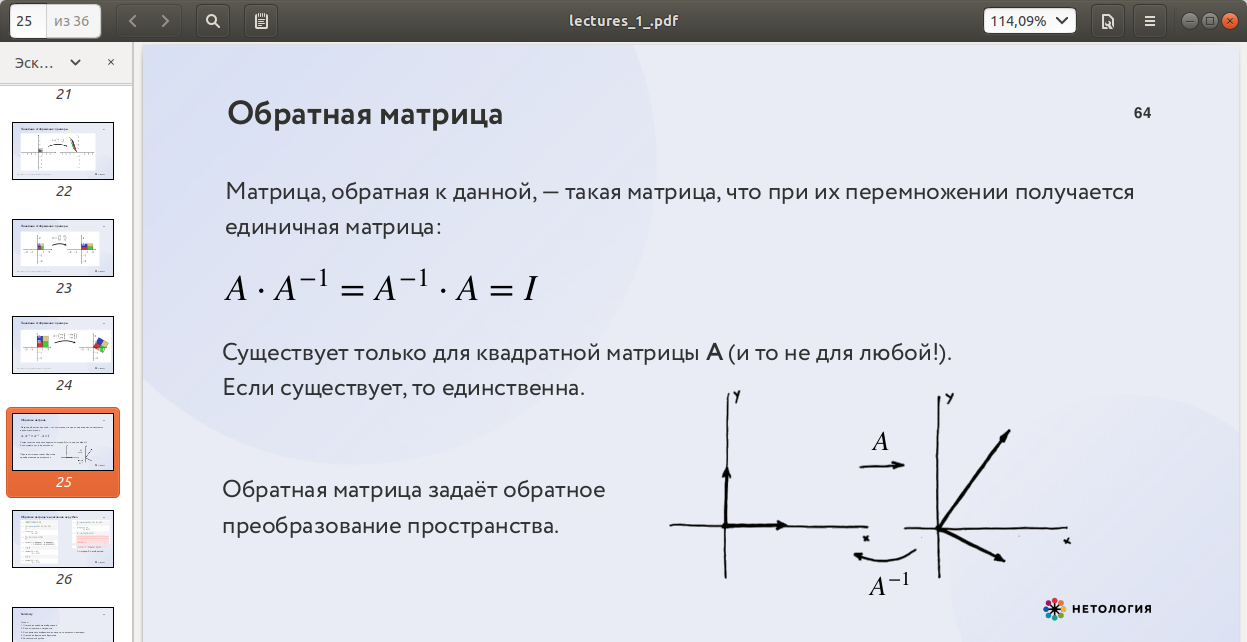 25 из 36
lectures_1_.pdf
114,09%
Эск...
21
22
23
24
25
26
Обратная матрица
64
Матрица, обратная к данной, — такая матрица, что при их перемножении получается
единичная матрица:
A · A⁻¹ = A⁻¹ · A = I
Существует только для квадратной матрицы A (и то не для любой!).
Если существует, то единственна.
Обратная матрица задаёт обратное
преобразование пространства.
y
x
A
A⁻¹
y
x
НЕТОЛОГИЯ